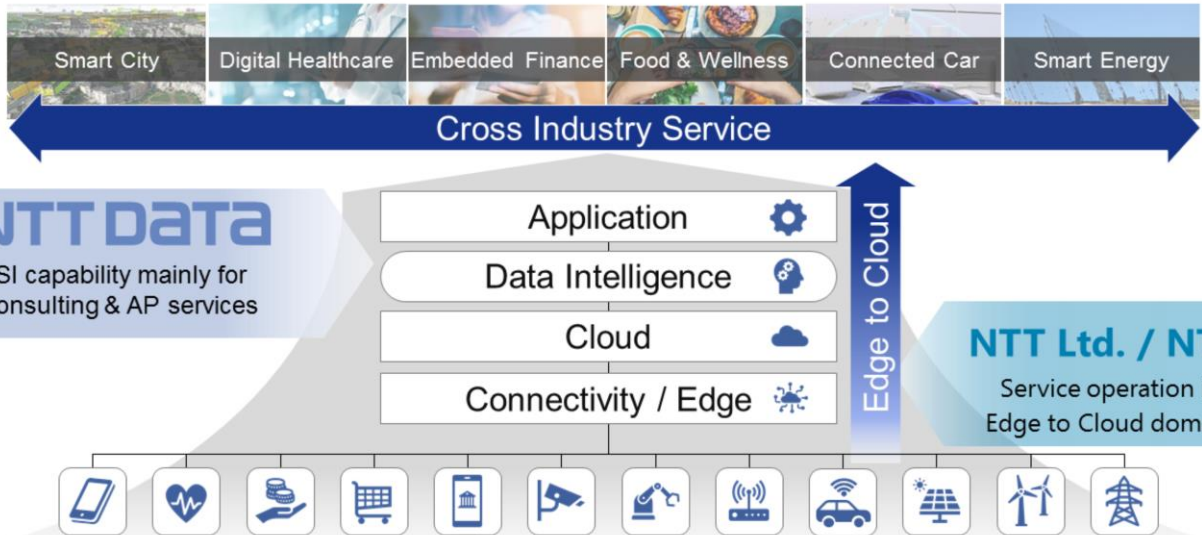 Smart City
Digital Healthcare
Embedded Finance
Food & Wellness
Connected Car
Smart Energy
Cross Industry Service
NTT DATA
SI capability mainly for
onsulting & AP services
Application
Data Intelligence
Cloud
Connectivity / Edge
Edge to Cloud
NTT Ltd. / NT
Service operation
Edge to Cloud dom